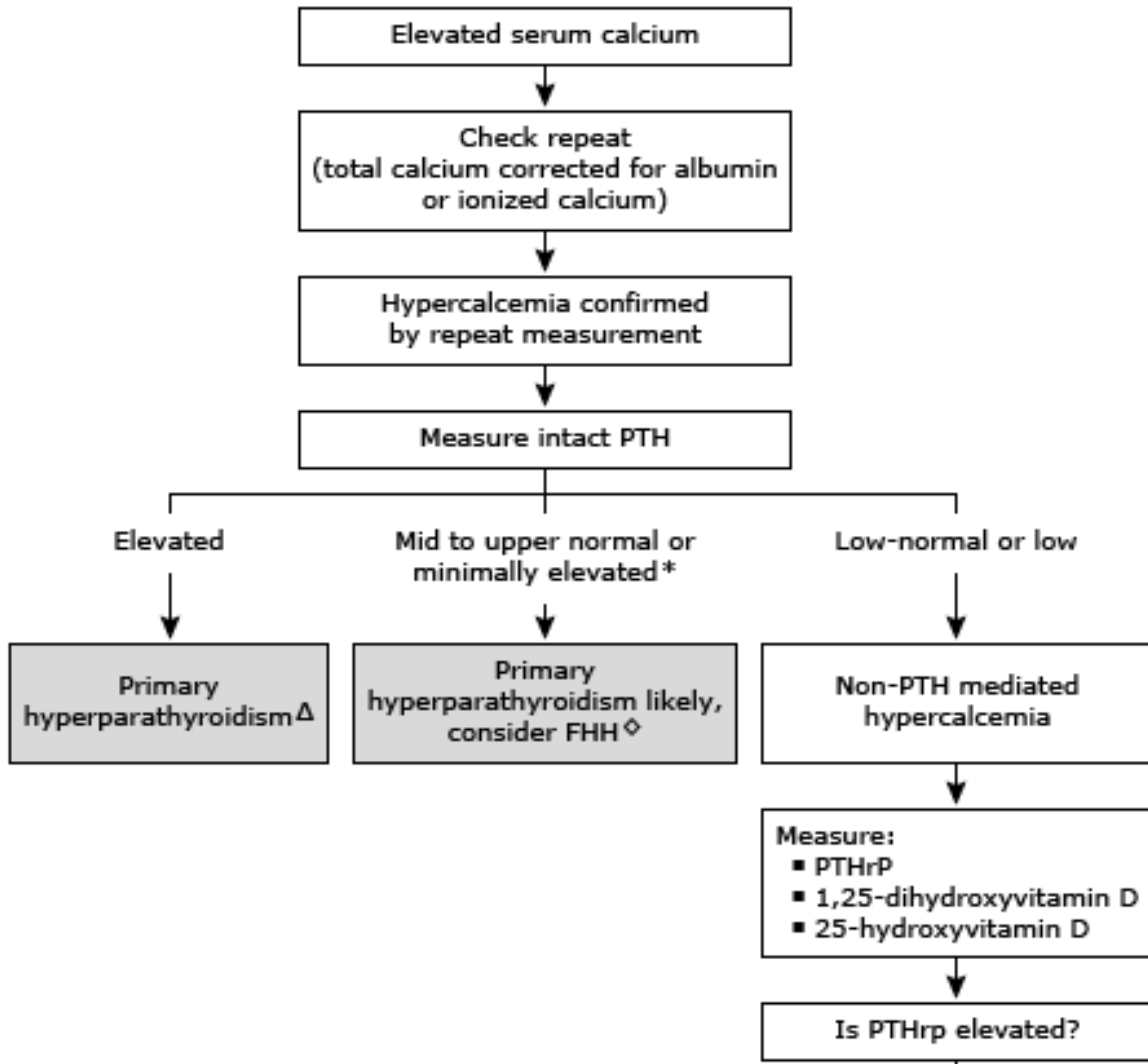 Elevated serum calcium
Check repeat
(total calcium corrected for albumin
or ionized calcium)
Hypercalcemia confirmed
by repeat measurement
Measure intact PTH
Elevated
Mid to upper normal or
minimally elevated*
Low-normal or low
Primary
hyperparathyroidismΔ
Primary
hyperparathyroidism likely,
consider FHH◇
Non-PTH mediated
hypercalcemia
Measure:
▪ PTHrP
▪ 1,25-dihydroxyvitamin D
▪ 25-hydroxyvitamin D
Is PTHrp elevated?